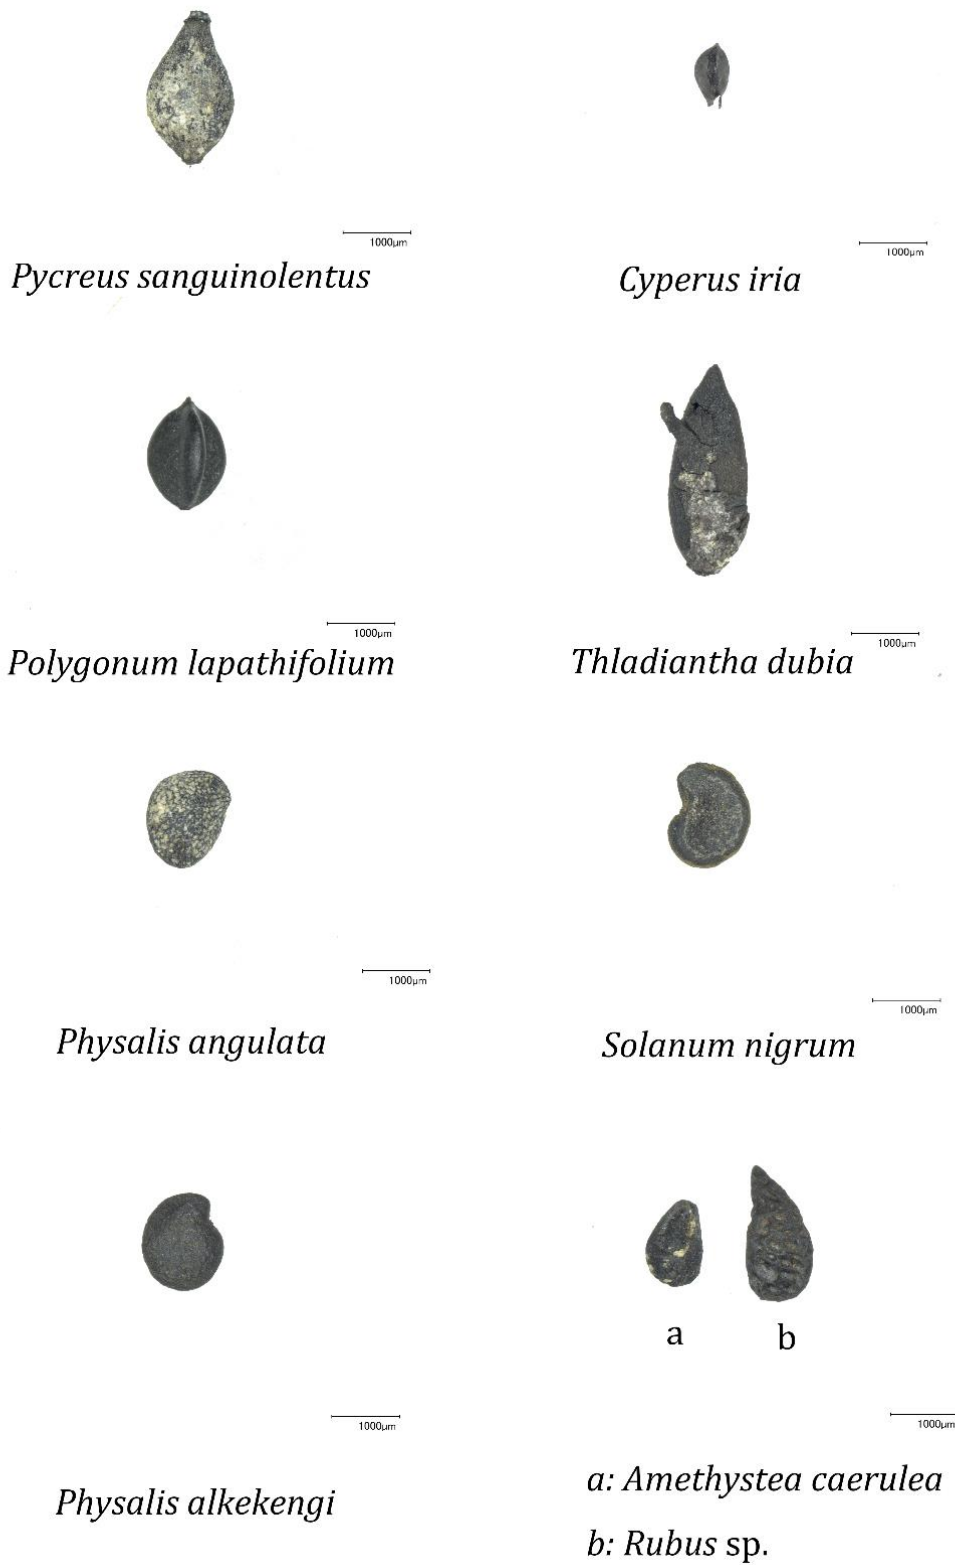 1000μm
1000μm
Pycreus sanguinolentus
Cyperus iria
1000μm
1000μm
Polygonum lapathifolium
Thladiantha dubia
1000μm
1000μm
Physalis angulata
Solanum nigrum
a
b
1000μm
1000μm
Physalis alkekengi
a: Amethystea caerulea
b: Rubus sp.